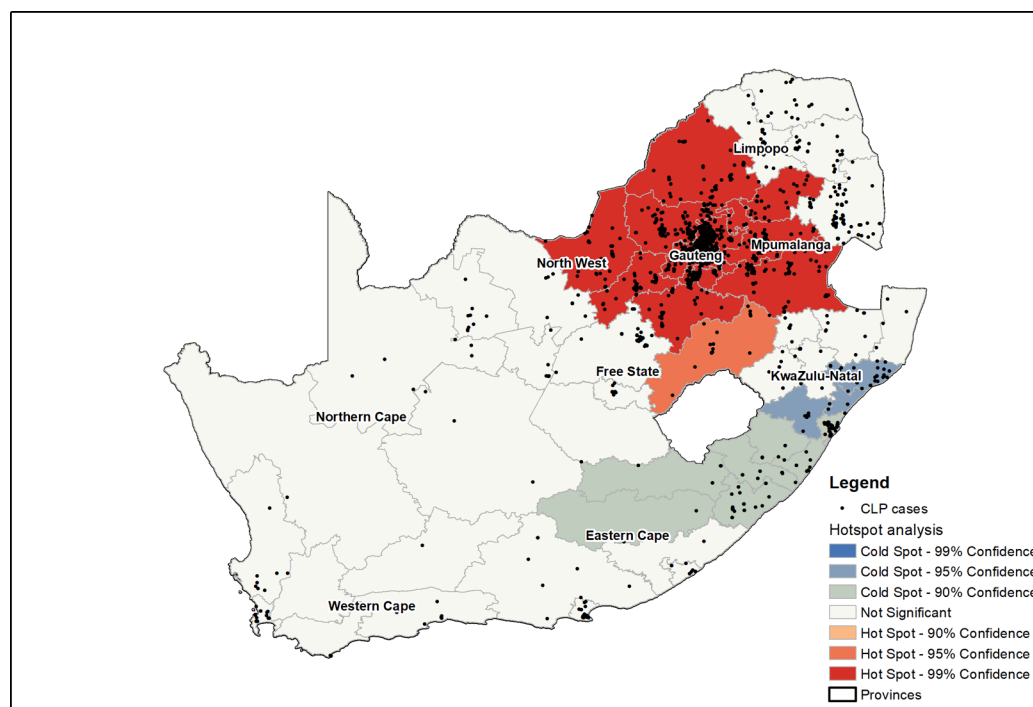 Limpopo
Mpumalanga
Gauteng
North West
Free State
KwaZulu-Natal
Northern Cape
Eastern Cape
Western Cape
Legend
CLP cases
Hotspot analysis
Cold Spot - 99% Confidence
Cold Spot - 95% Confidence
Cold Spot - 90% Confidence
Not Significant
Hot Spot - 90% Confidence
Hot Spot - 95% Confidence
Hot Spot - 99% Confidence
Provinces